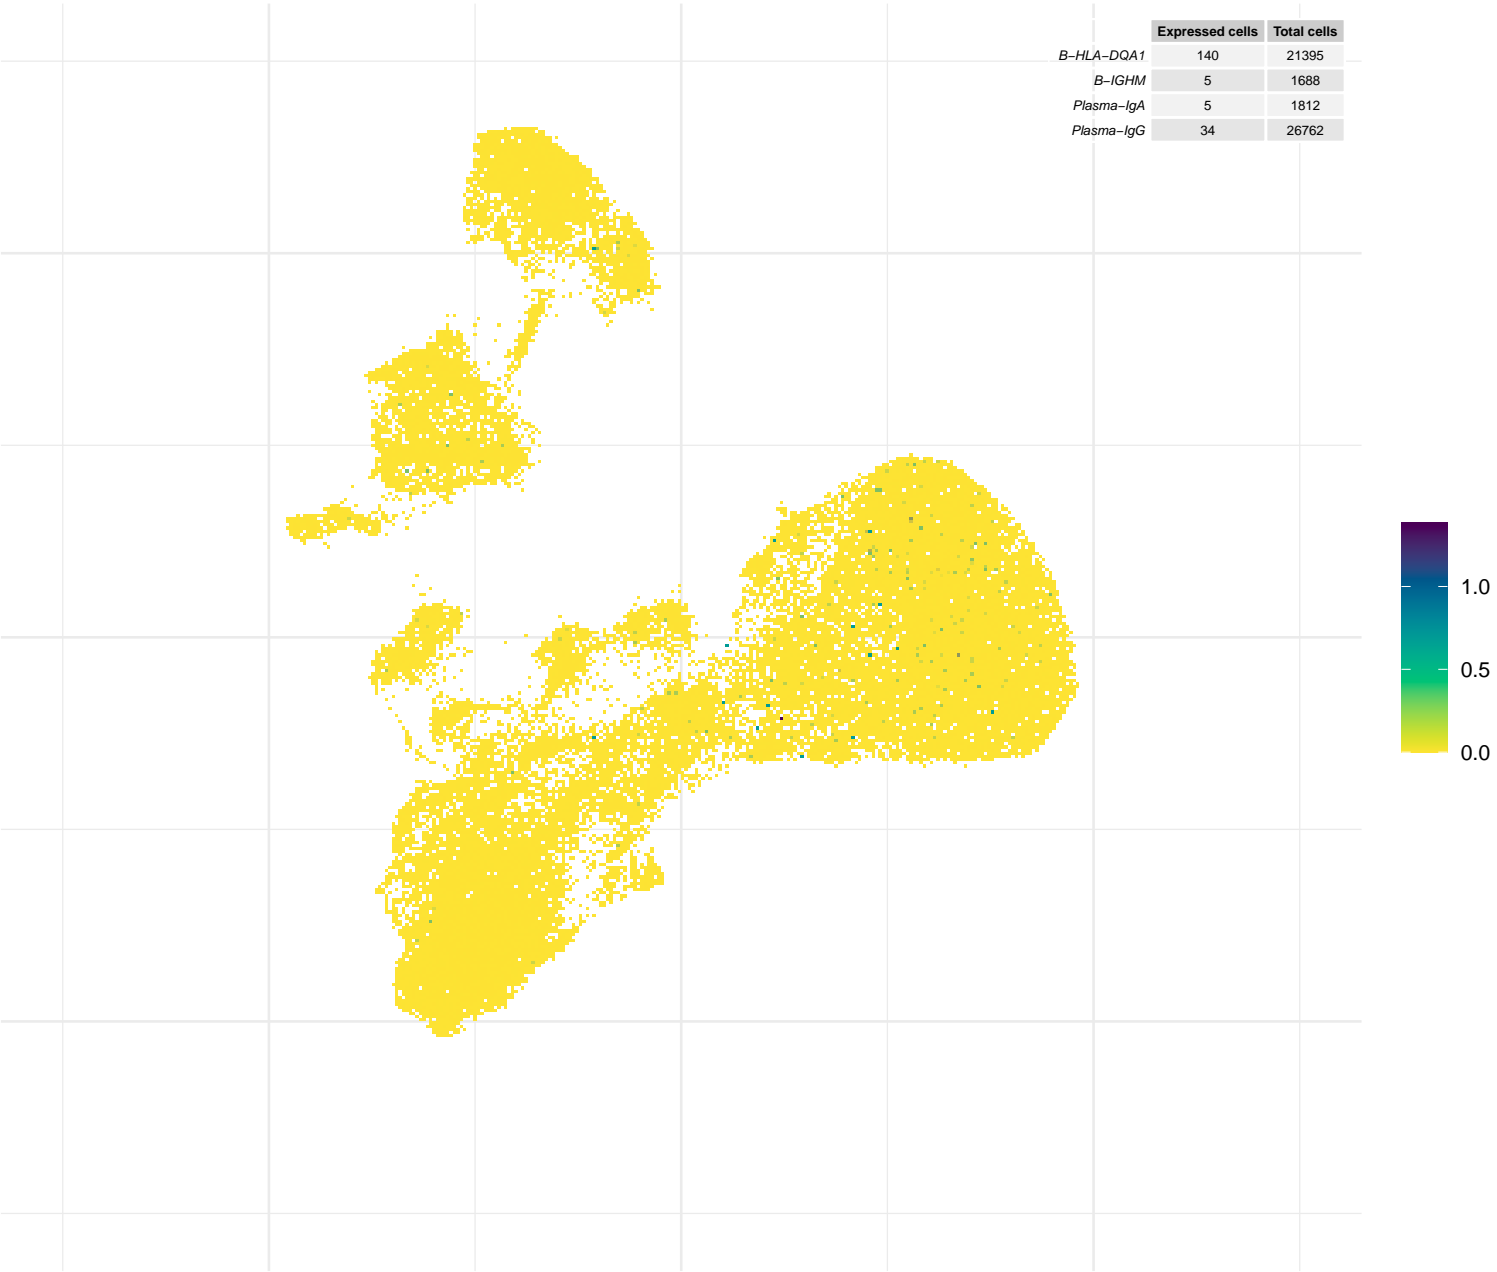 Expressed cells Total cells
B−HLA−DQA1 140 21395
B−IGHM 5 1688
Plasma−IgA 5 1812
Plasma−IgG 34 26762
1.0
0.5
0.0